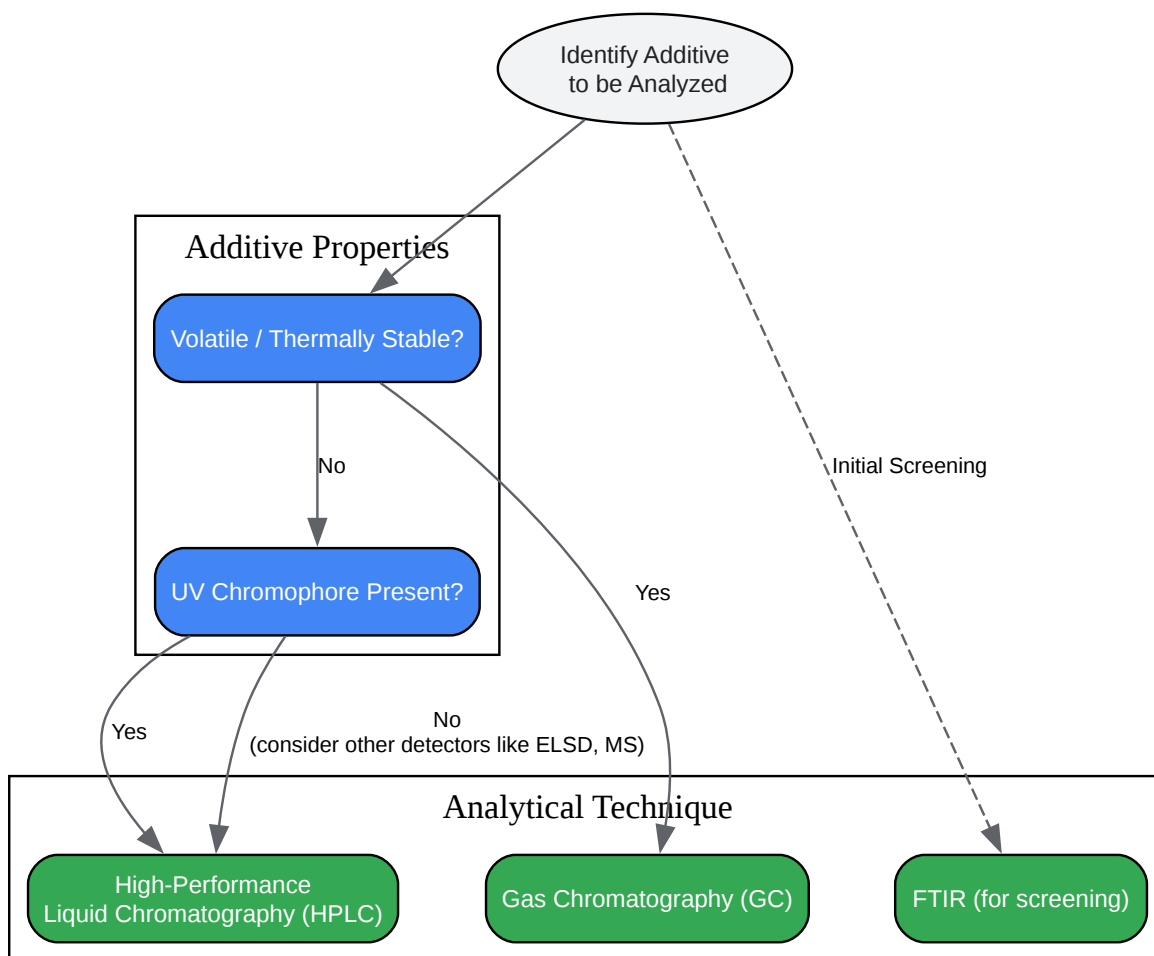 Identify Additive
to be Analyzed
Additive Properties
Volatile / Thermally Stable?
No
Initial Screening
UV Chromophore Present?
Yes
Yes
No
(consider other detectors like ELSD, MS)
Analytical Technique
High-Performance
Liquid Chromatography (HPLC)
Gas Chromatography (GC)
FTIR (for screening)